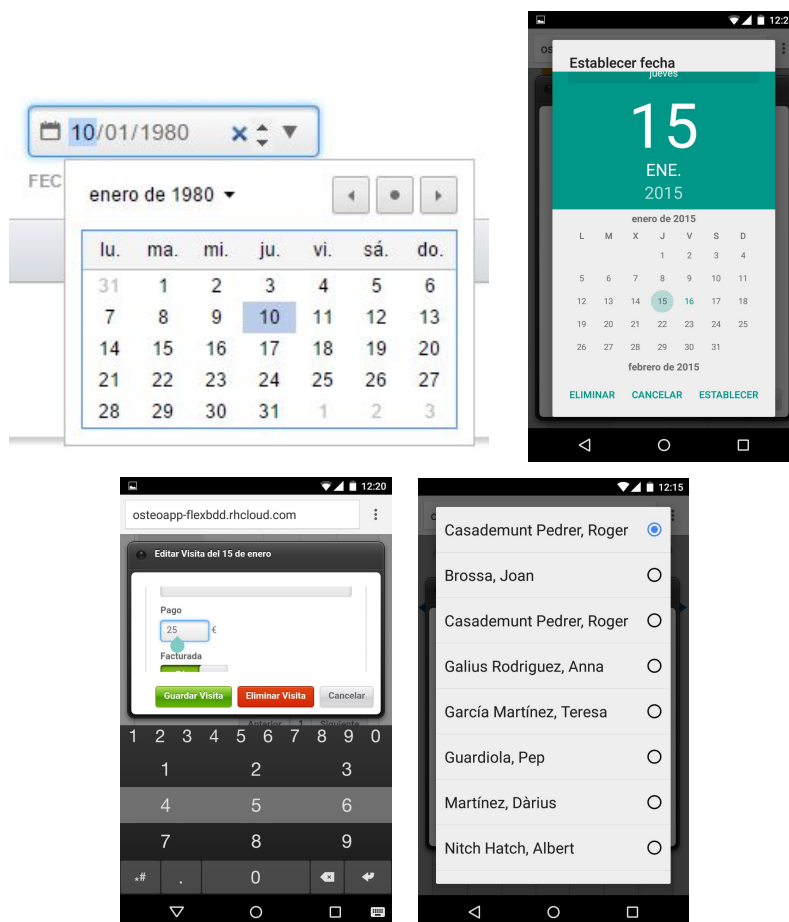 10/01/1980
FEC
enero de 1980
lu. ma. mi. ju. vi. sá. do.
31 1 2 3 4 5 6
7 8 9 10 11 12 13
14 15 16 17 18 19 20
21 22 23 24 25 26 27
28 29 30 31 1 2 3
12:2
os
Establecer fecha
jueves
15
ENE.
2015
enero de 2015
L M X J V S D
1 2 3 4
5 6 7 8 9 10 11
12 13 14 15 16 17 18
19 20 21 22 23 24 25
26 27 28 29 30 31
febrero de 2015
ELIMINAR CANCELAR ESTABLECER
12:20
osteoapp-flexbdd.rhcloud.com
Editar Visita del 15 de enero
Pago
25 €
Facturada
Guardar Visita Eliminar Visita Cancelar
Anterior 1 Siguiente
1 2 3 4 5 6 7 8 9 0
1 2 3
4 5 6
7 8 9
*# . 0
12:15
Casademunt Pedrer, Roger
Brossa, Joan
Casademunt Pedrer, Roger
Galius Rodriguez, Anna
García Martínez, Teresa
Guardiola, Pep
Martínez, Dàrius
Nitch Hatch, Albert